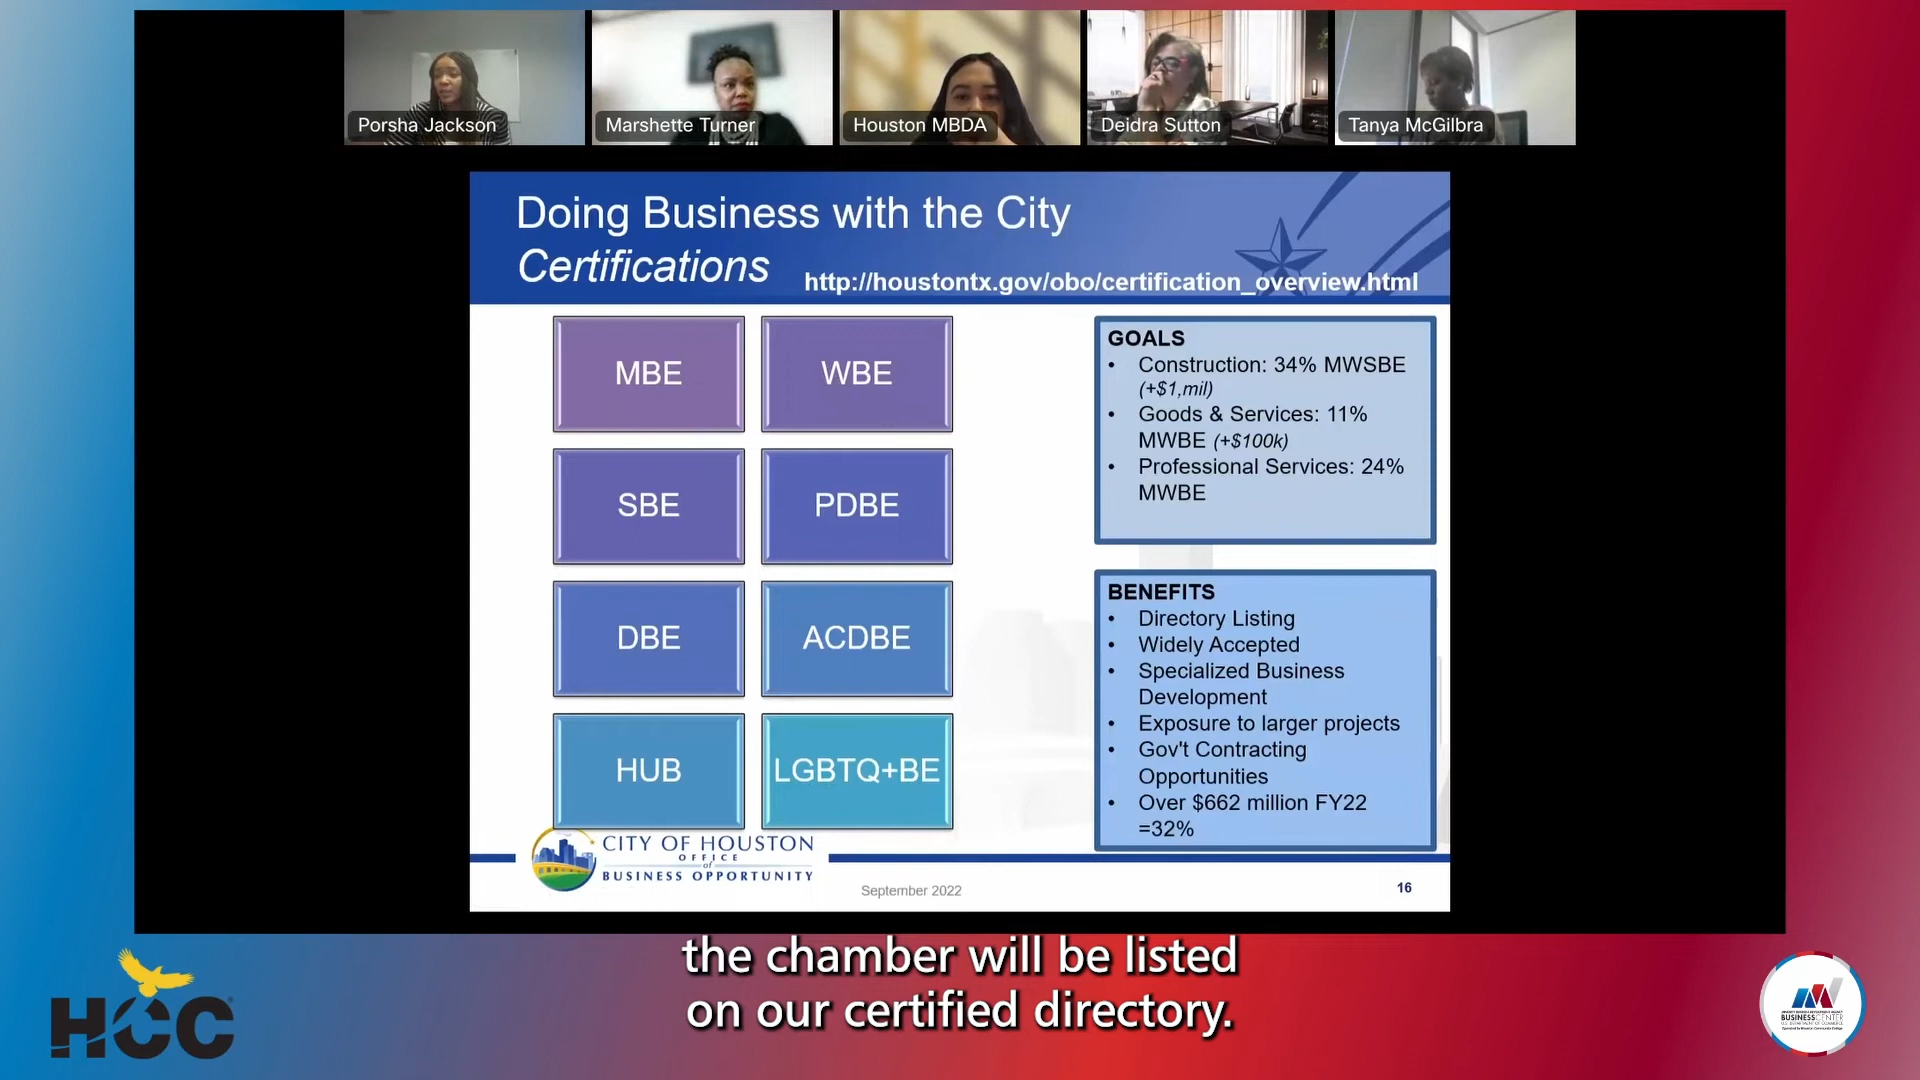 Porsha Jackson
Marshette Turner
Houston MBDA
Deidra Sutton
Tanya McGilbra
Doing Business with the City
Certifications
http://houstontx.gov/obo/certification_overview.html
MBE
WBE
SBE
PDBE
DBE
ACDBE
HUB
LGBTQ+BE
GOALS
• Construction: 34% MWSBE
(+$1,mil)
• Goods & Services: 11%
MWBE (+$100k)
• Professional Services: 24%
MWBE
BENEFITS
• Directory Listing
• Widely Accepted
• Specialized Business
Development
• Exposure to larger projects
• Gov't Contracting
Opportunities
• Over $662 million FY22
=32%
CITY OF HOUSTON
OFFICE
of
BUSINESS OPPORTUNITY
September 2022
16
the chamber will be listed
on our certified directory.
HCC
BUSINESS CENTER